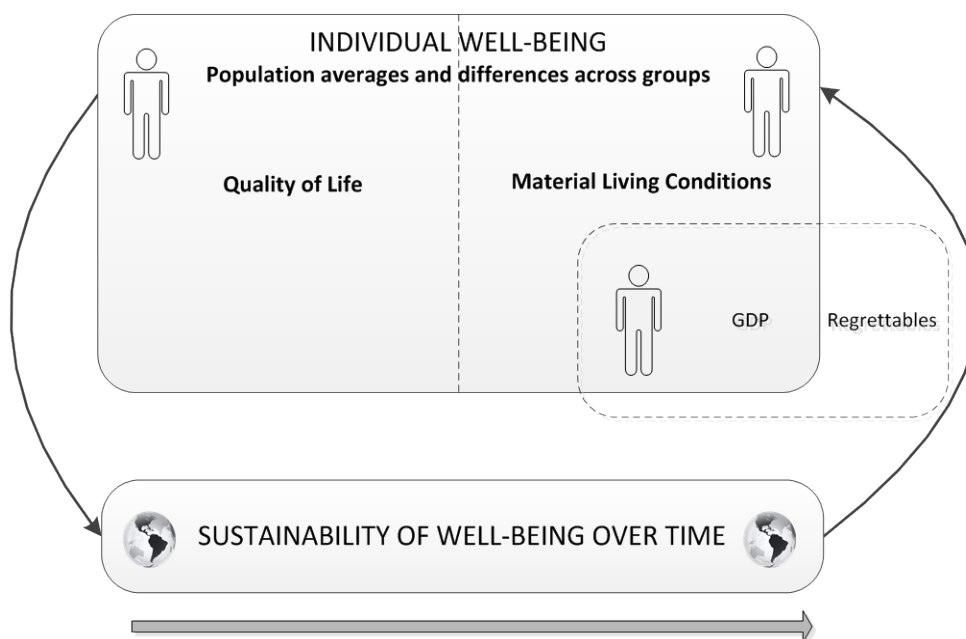 INDIVIDUAL WELL-BEING
Population averages and differences across groups
Quality of Life
Material Living Conditions
GDP
Regrettables
SUSTAINABILITY OF WELL-BEING OVER TIME